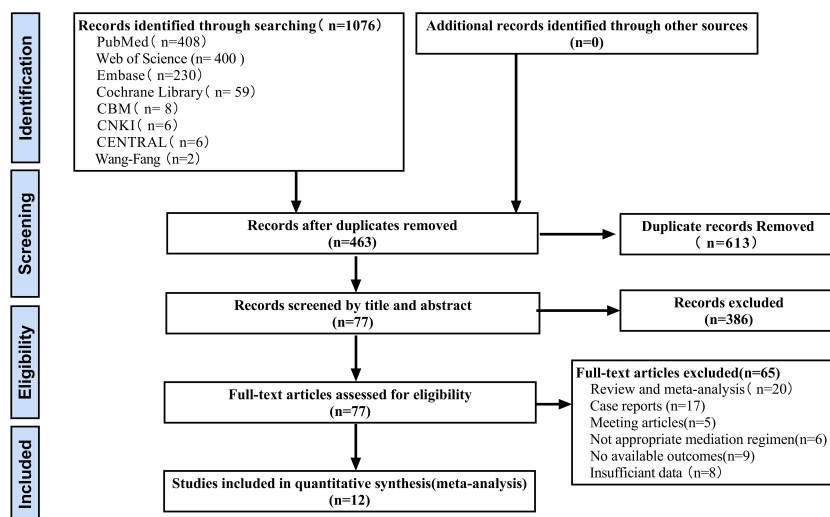 Identification
Records identified through searching( n=1076)
PubMed( n=408)
Web of Science (n= 400 )
Embase( n=230)
Cochrane Library( n= 59)
CBM( n= 8)
CNKI( n=6)
CENTRAL( n=6)
Wang-Fang (n=2)
Additional records identified through other sources
(n=0)
Screening
Records after duplicates removed
(n=463)
Duplicate records Removed
( n=613)
Eligibility
Records screened by title and abstract
(n=77)
Records excluded
(n=386)
Full-text articles assessed for eligibility
(n=77)
Full-text articles excluded(n=65)
Review and meta-analysis( n=20)
Case reports (n=17)
Meeting articles(n=5)
Not appropriate mediation regimen(n=6)
No available outcomes(n=9)
Insufficient data (n=8)
Included
Studies included in quantitative synthesis(meta-analysis)
(n=12)